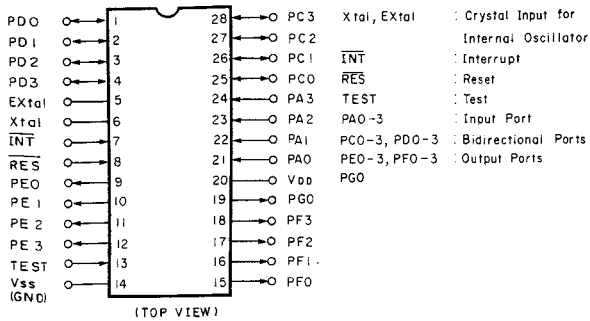 PD0 1 28 PC3 Xtal, EXtal : Crystal Input for
PD1 2 27 PC2 Internal Oscillator
PD2 3 26 PC1 INT : Interrupt
PD3 4 25 PC0 RES : Reset
EXtal 5 24 PA3 TEST : Test
Xtal 6 23 PA2 PA0-3 : Input Port
INT 7 22 PA1 PC0-3, PD0-3 : Bidirectional Ports
RES 8 21 PA0 PE0-3, PF0-3 : Output Ports
PE0 9 20 VDD PG0
PE1 10 19 PG0
PE2 11 18 PF3
PE3 12 17 PF2
TEST 13 16 PF1
Vss 14 15 PF0
(GND)
(TOP VIEW)